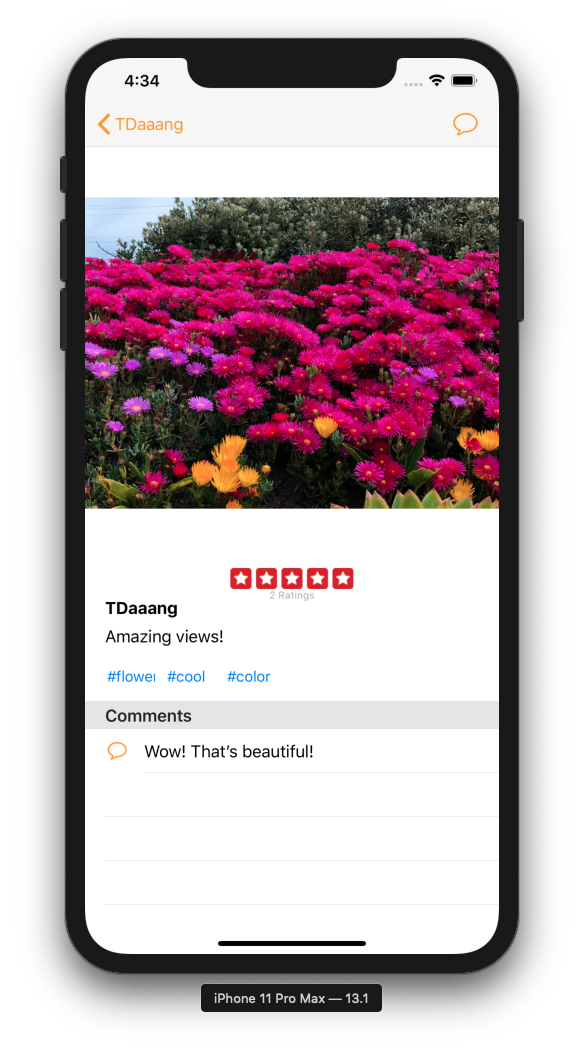 4:34
TDaaang
2 Ratings
TDaaang
Amazing views!
#flower #cool #color
Comments
Wow! That’s beautiful!
iPhone 11 Pro Max — 13.1